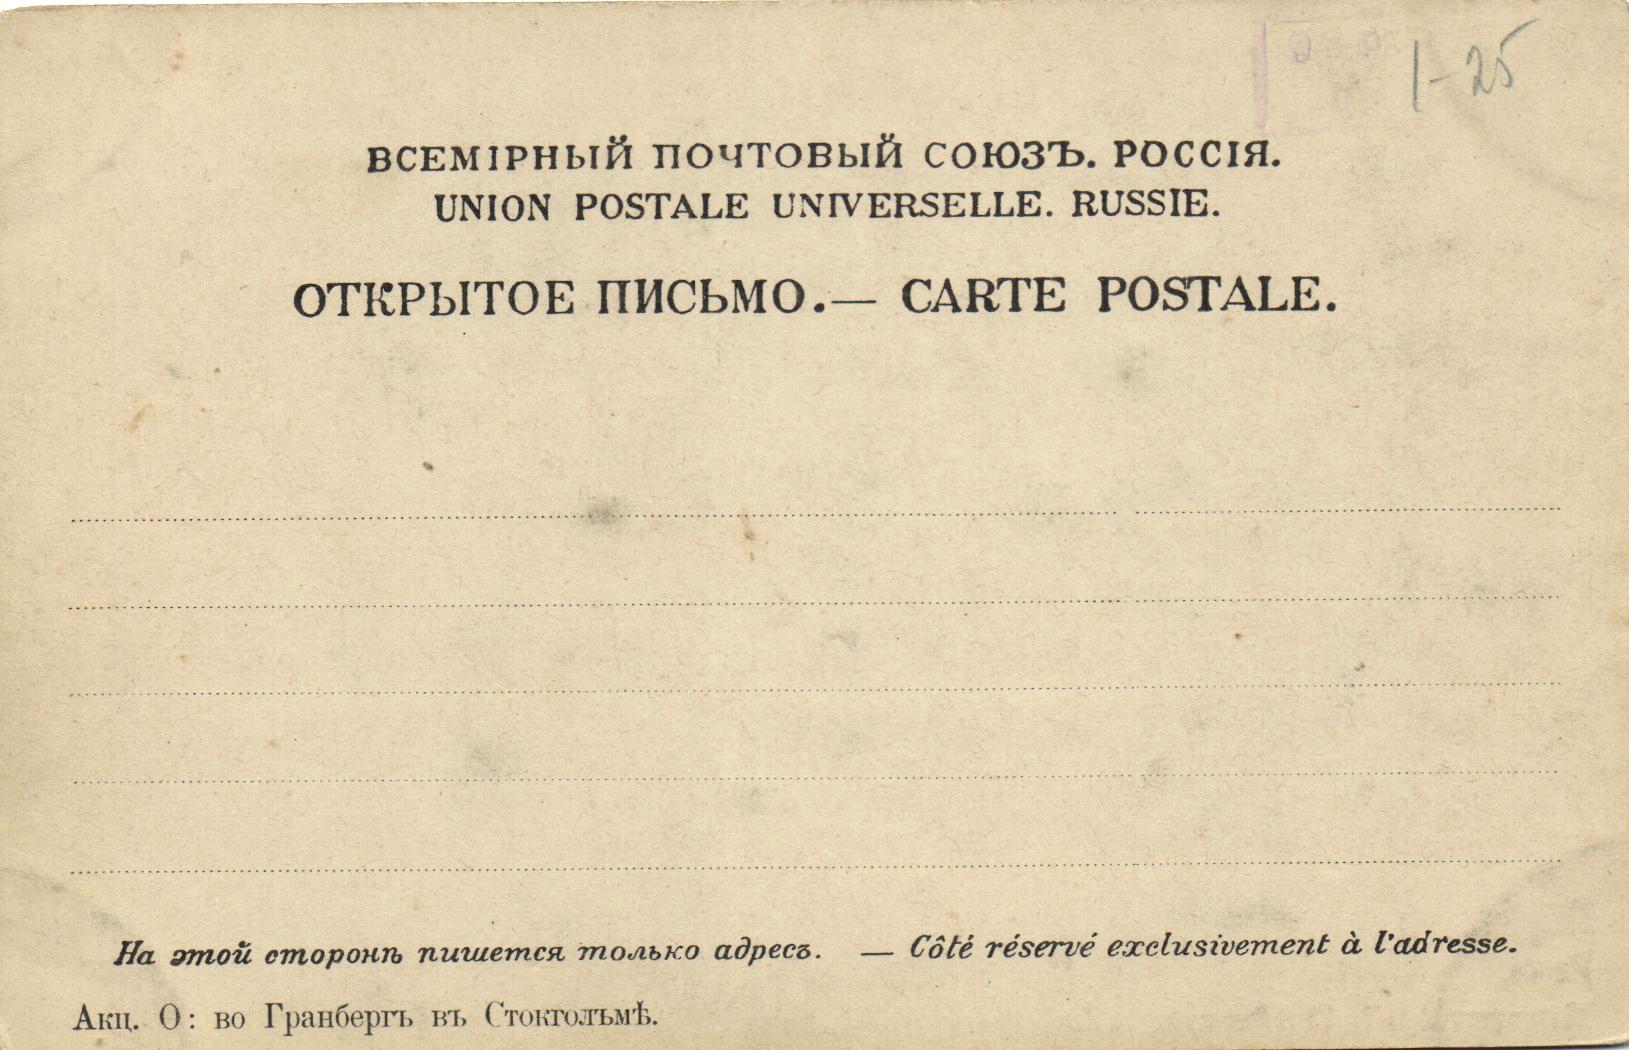 1-25
ВСЕМІРНЫЙ ПОЧТОВЫЙ СОЮЗЪ. РОССІЯ.
UNION POSTALE UNIVERSELLE. RUSSIE.
ОТКРЫТОЕ ПИСЬМО.— CARTE POSTALE.
На этой сторонѣ пишется только адресъ. — Côté réservé exclusivement à l'adresse.
Акц. О: во Гранбергъ въ Стокгольмѣ.